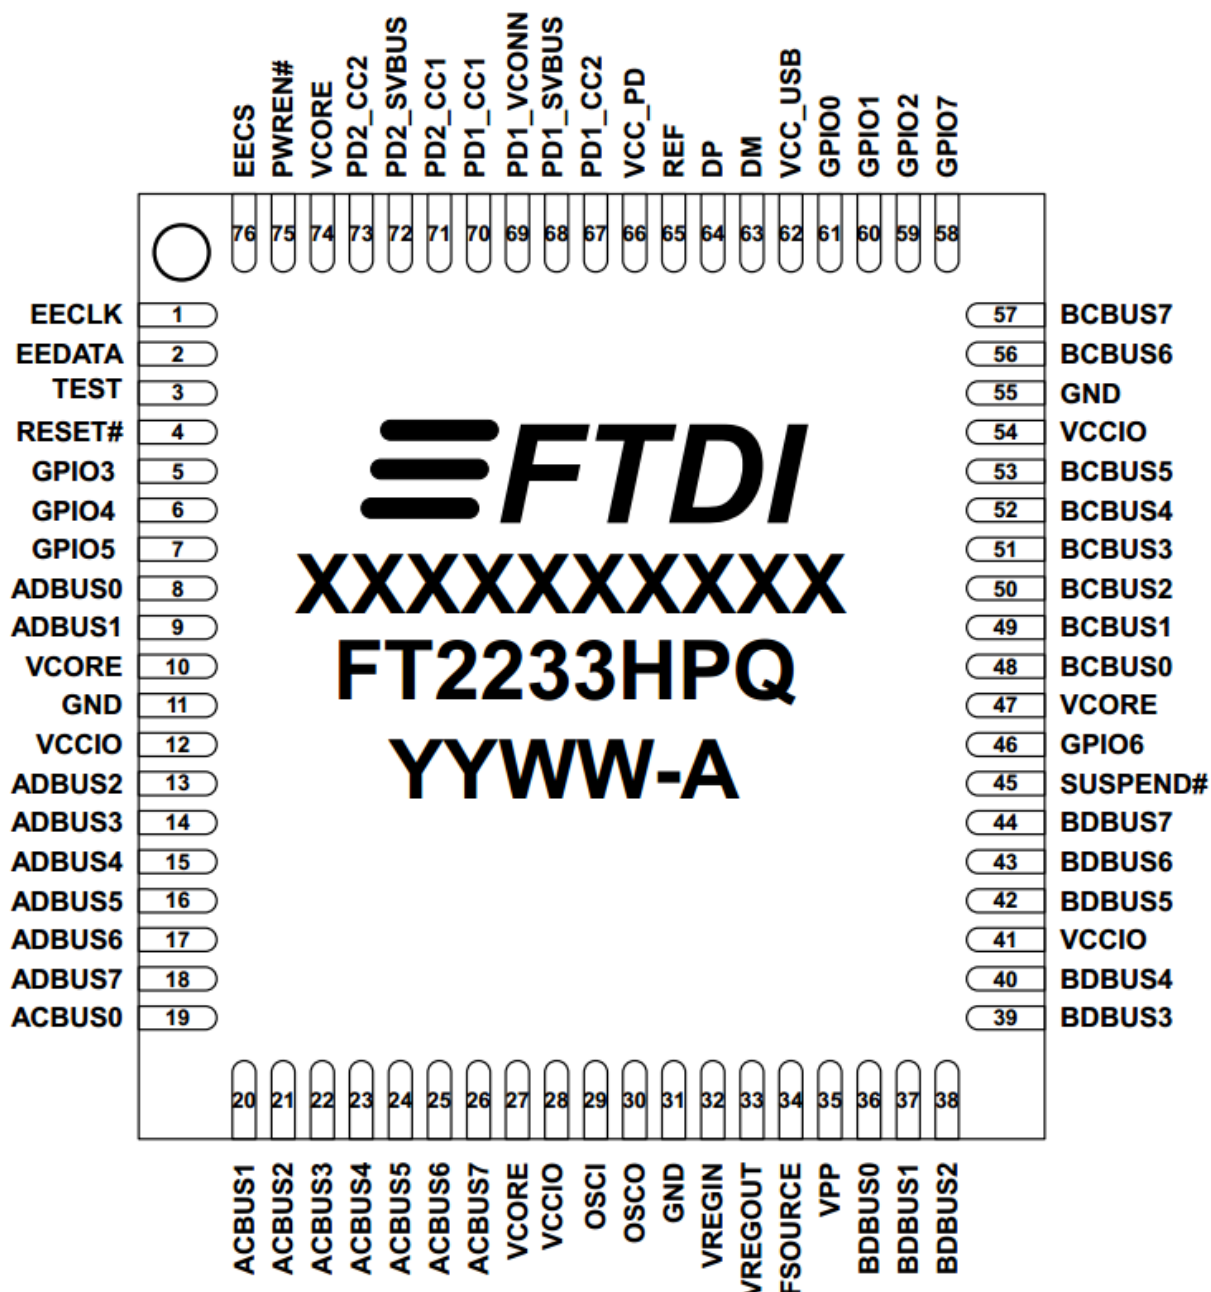 EECS
PWREN#
VCORE
PD2_CC2
PD2_SVBUS
PD2_CC1
PD1_CC1
PD1_VCONN
PD1_SVBUS
PD1_CC2
VCC_PD
REF
DP
DM
VCC_USB
GPIO0
GPIO1
GPIO2
GPIO7
76 75 74 73 72 71 70 69 68 67 66 65 64 63 62 61 60 59 58
EECLK 1 57 BCBUS7
EEDATA 2 56 BCBUS6
TEST 3 55 GND
RESET# 4 54 VCCIO
GPIO3 5 53 BCBUS5
GPIO4 6 52 BCBUS4
GPIO5 7 51 BCBUS3
ADBUS0 8 50 BCBUS2
ADBUS1 9 49 BCBUS1
VCORE 10 48 BCBUS0
GND 11 47 VCORE
VCCIO 12 46 GPIO6
ADBUS2 13 45 SUSPEND#
ADBUS3 14 44 BDBUS7
ADBUS4 15 43 BDBUS6
ADBUS5 16 42 BDBUS5
ADBUS6 17 41 VCCIO
ADBUS7 18 40 BDBUS4
ACBUS0 19 39 BDBUS3
FTDI
XXXXXXXXXX
FT2233HPQ
YYWW-A
20 21 22 23 24 25 26 27 28 29 30 31 32 33 34 35 36 37 38
ACBUS1
ACBUS2
ACBUS3
ACBUS4
ACBUS5
ACBUS6
ACBUS7
VCORE
VCCIO
OSCI
OSCO
GND
VREGIN
VREGOUT
FSOURCE
VPP
BDBUS0
BDBUS1
BDBUS2